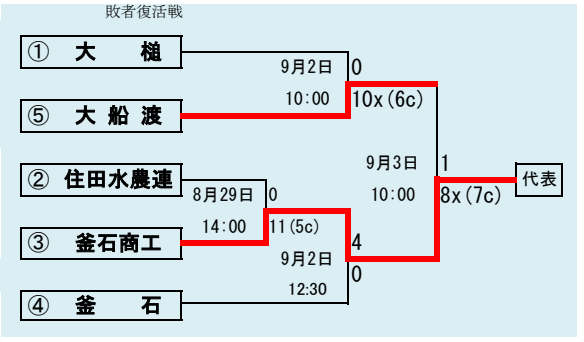 敗者復活戦
① 大 槌
9月2日 0
10:00 10x(6c)
⑤ 大 船 渡
9月3日 1
10:00 8x(7c)
代表
② 住田水農連
8月29日 0
14:00 11(5c)
③ 釜石商工
4
9月2日 0
12:30
④ 釜 石